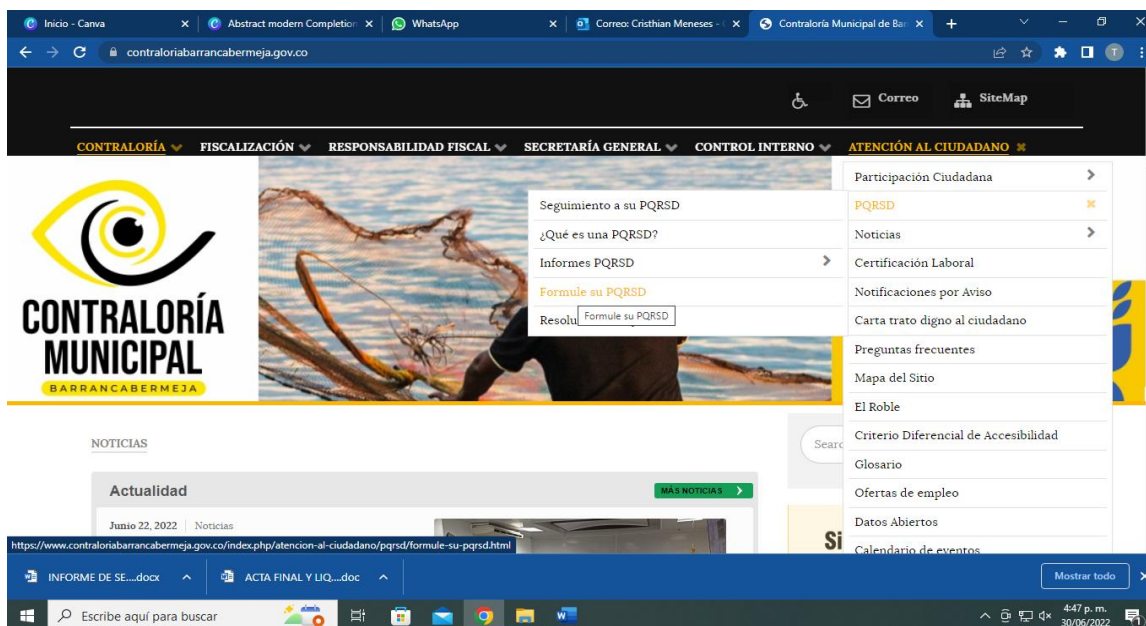 Inicio - Canva
Abstract modern Completion
WhatsApp
Correo: Cristhian Meneses -
Contraloría Municipal de Bar
contraloriabarrancabermeja.gov.co
T
Correo
SiteMap
CONTRALORÍA
FISCALIZACIÓN
RESPONSABILIDAD FISCAL
SECRETARÍA GENERAL
CONTROL INTERNO
ATENCIÓN AL CIUDADANO
CONTRALORÍA
MUNICIPAL
BARRANCABERMEJA
Seguimiento a su PQRSD
¿Qué es una PQRSD?
Informes PQRSD
Formule su PQRSD
Resolu
Formule su PQRSD
Participación Ciudadana
PQRSD
Noticias
Certificación Laboral
Notificaciones por Aviso
Carta trato digno al ciudadano
Preguntas frecuentes
Mapa del Sitio
El Roble
Criterio Diferencial de Accesibilidad
Glosario
Ofertas de empleo
Datos Abiertos
Calendario de eventos
NOTICIAS
Searc
Actualidad
MÁS NOTICIAS
Junio 22, 2022 | Noticias
Si
https://www.contraloriabarrancabermeja.gov.co/index.php/atencion-al-ciudadano/pqrsd/formule-su-pqrsd.html
INFORME DE SE....docx
ACTA FINAL Y LIQ....doc
Mostrar todo
Escribe aquí para buscar
4:47 p. m.
30/06/2022